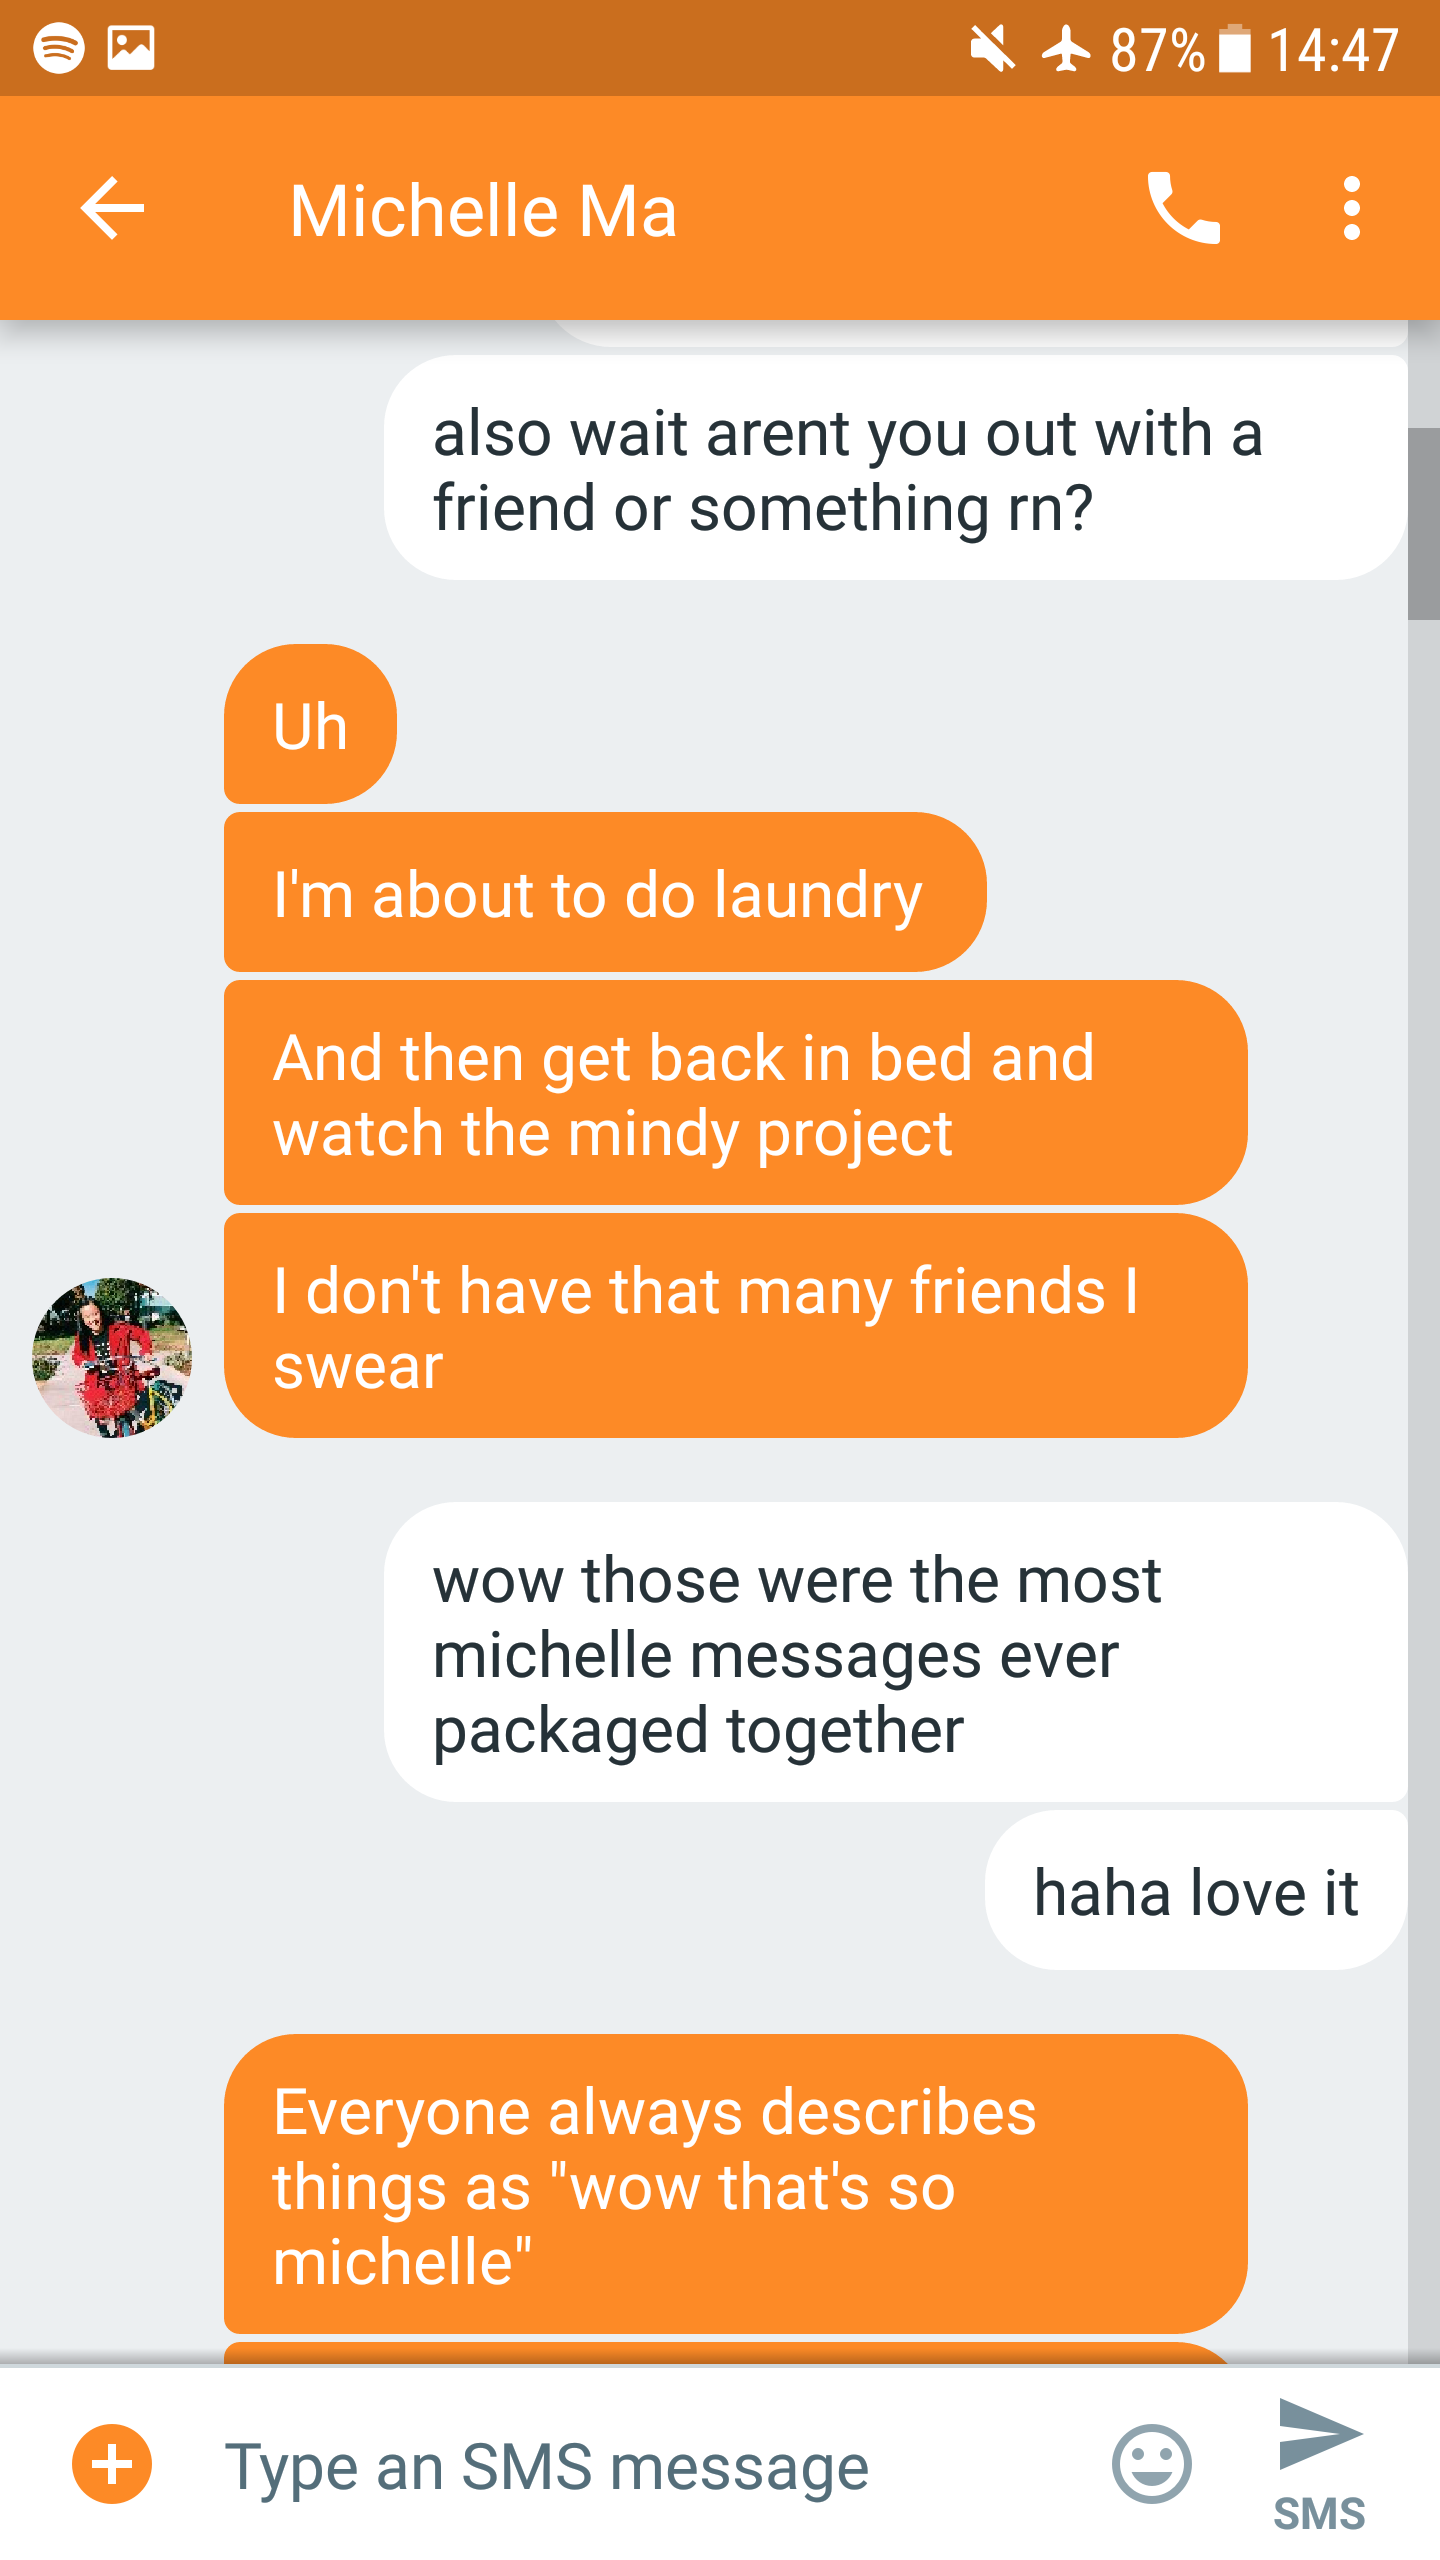 87% 14:47
Michelle Ma
also wait arent you out with a
friend or something rn?
Uh
I'm about to do laundry
And then get back in bed and
watch the mindy project
I don't have that many friends I
swear
wow those were the most
michelle messages ever
packaged together
haha love it
Everyone always describes
things as "wow that's so
michelle"
Type an SMS message
SMS